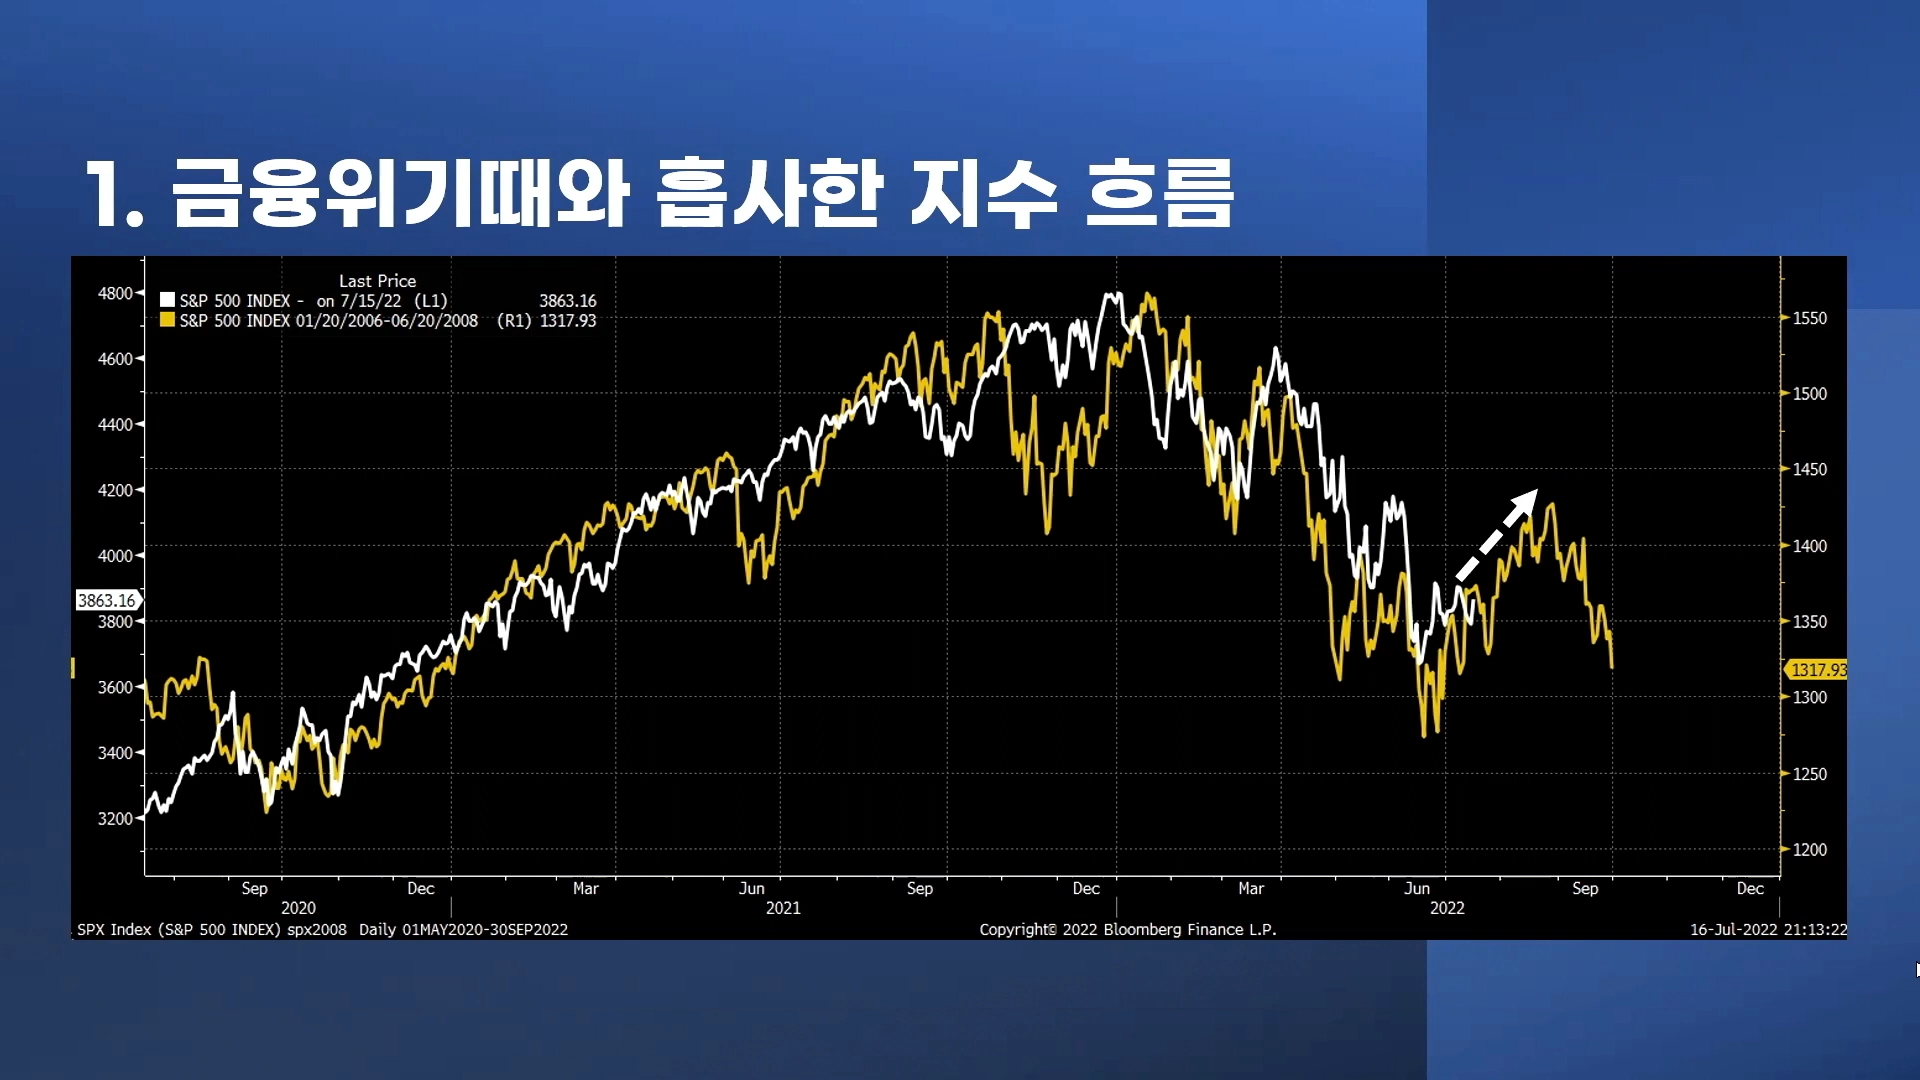 1. 금융위기때와 흡사한 지수 흐름
Last Price
S&P 500 INDEX - on 7/15/22 (L1) 3863.16
S&P 500 INDEX 01/20/2006-06/20/2008 (R1) 1317.93
4800
4600
4400
4200
4000
3863.16
3800
3600
3400
3200
1550
1500
1450
1400
1350
1317.93
1300
1250
1200
Sep Dec Mar Jun Sep Dec Mar Jun Sep Dec
2020 2021 2022
SPX Index (S&P 500 INDEX) spx2008 Daily 01MAY2020-30SEP2022 Copyright© 2022 Bloomberg Finance L.P. 16-Jul-2022 21:13:22